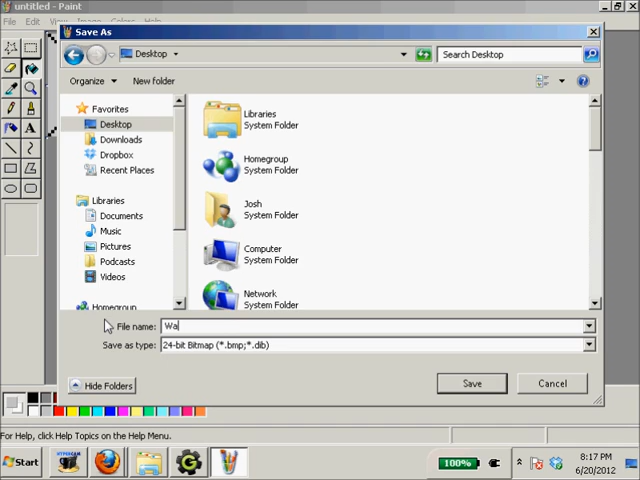 untitled - Paint
File Edit View Image Colors Help
Save As
Desktop
Search Desktop
Organize
New folder
Favorites
Desktop
Downloads
Dropbox
Recent Places
Libraries
Documents
Music
Pictures
Podcasts
Videos
Homegroup
Libraries
System Folder
Homegroup
System Folder
Josh
System Folder
Computer
System Folder
Network
System Folder
File name: Wa
Save as type: 24-bit Bitmap (*.bmp;*.dib)
Hide Folders
Save
Cancel
For Help, click Help Topics on the Help Menu.
Start
HYPERCAM
100%
8:17 PM
6/20/2012